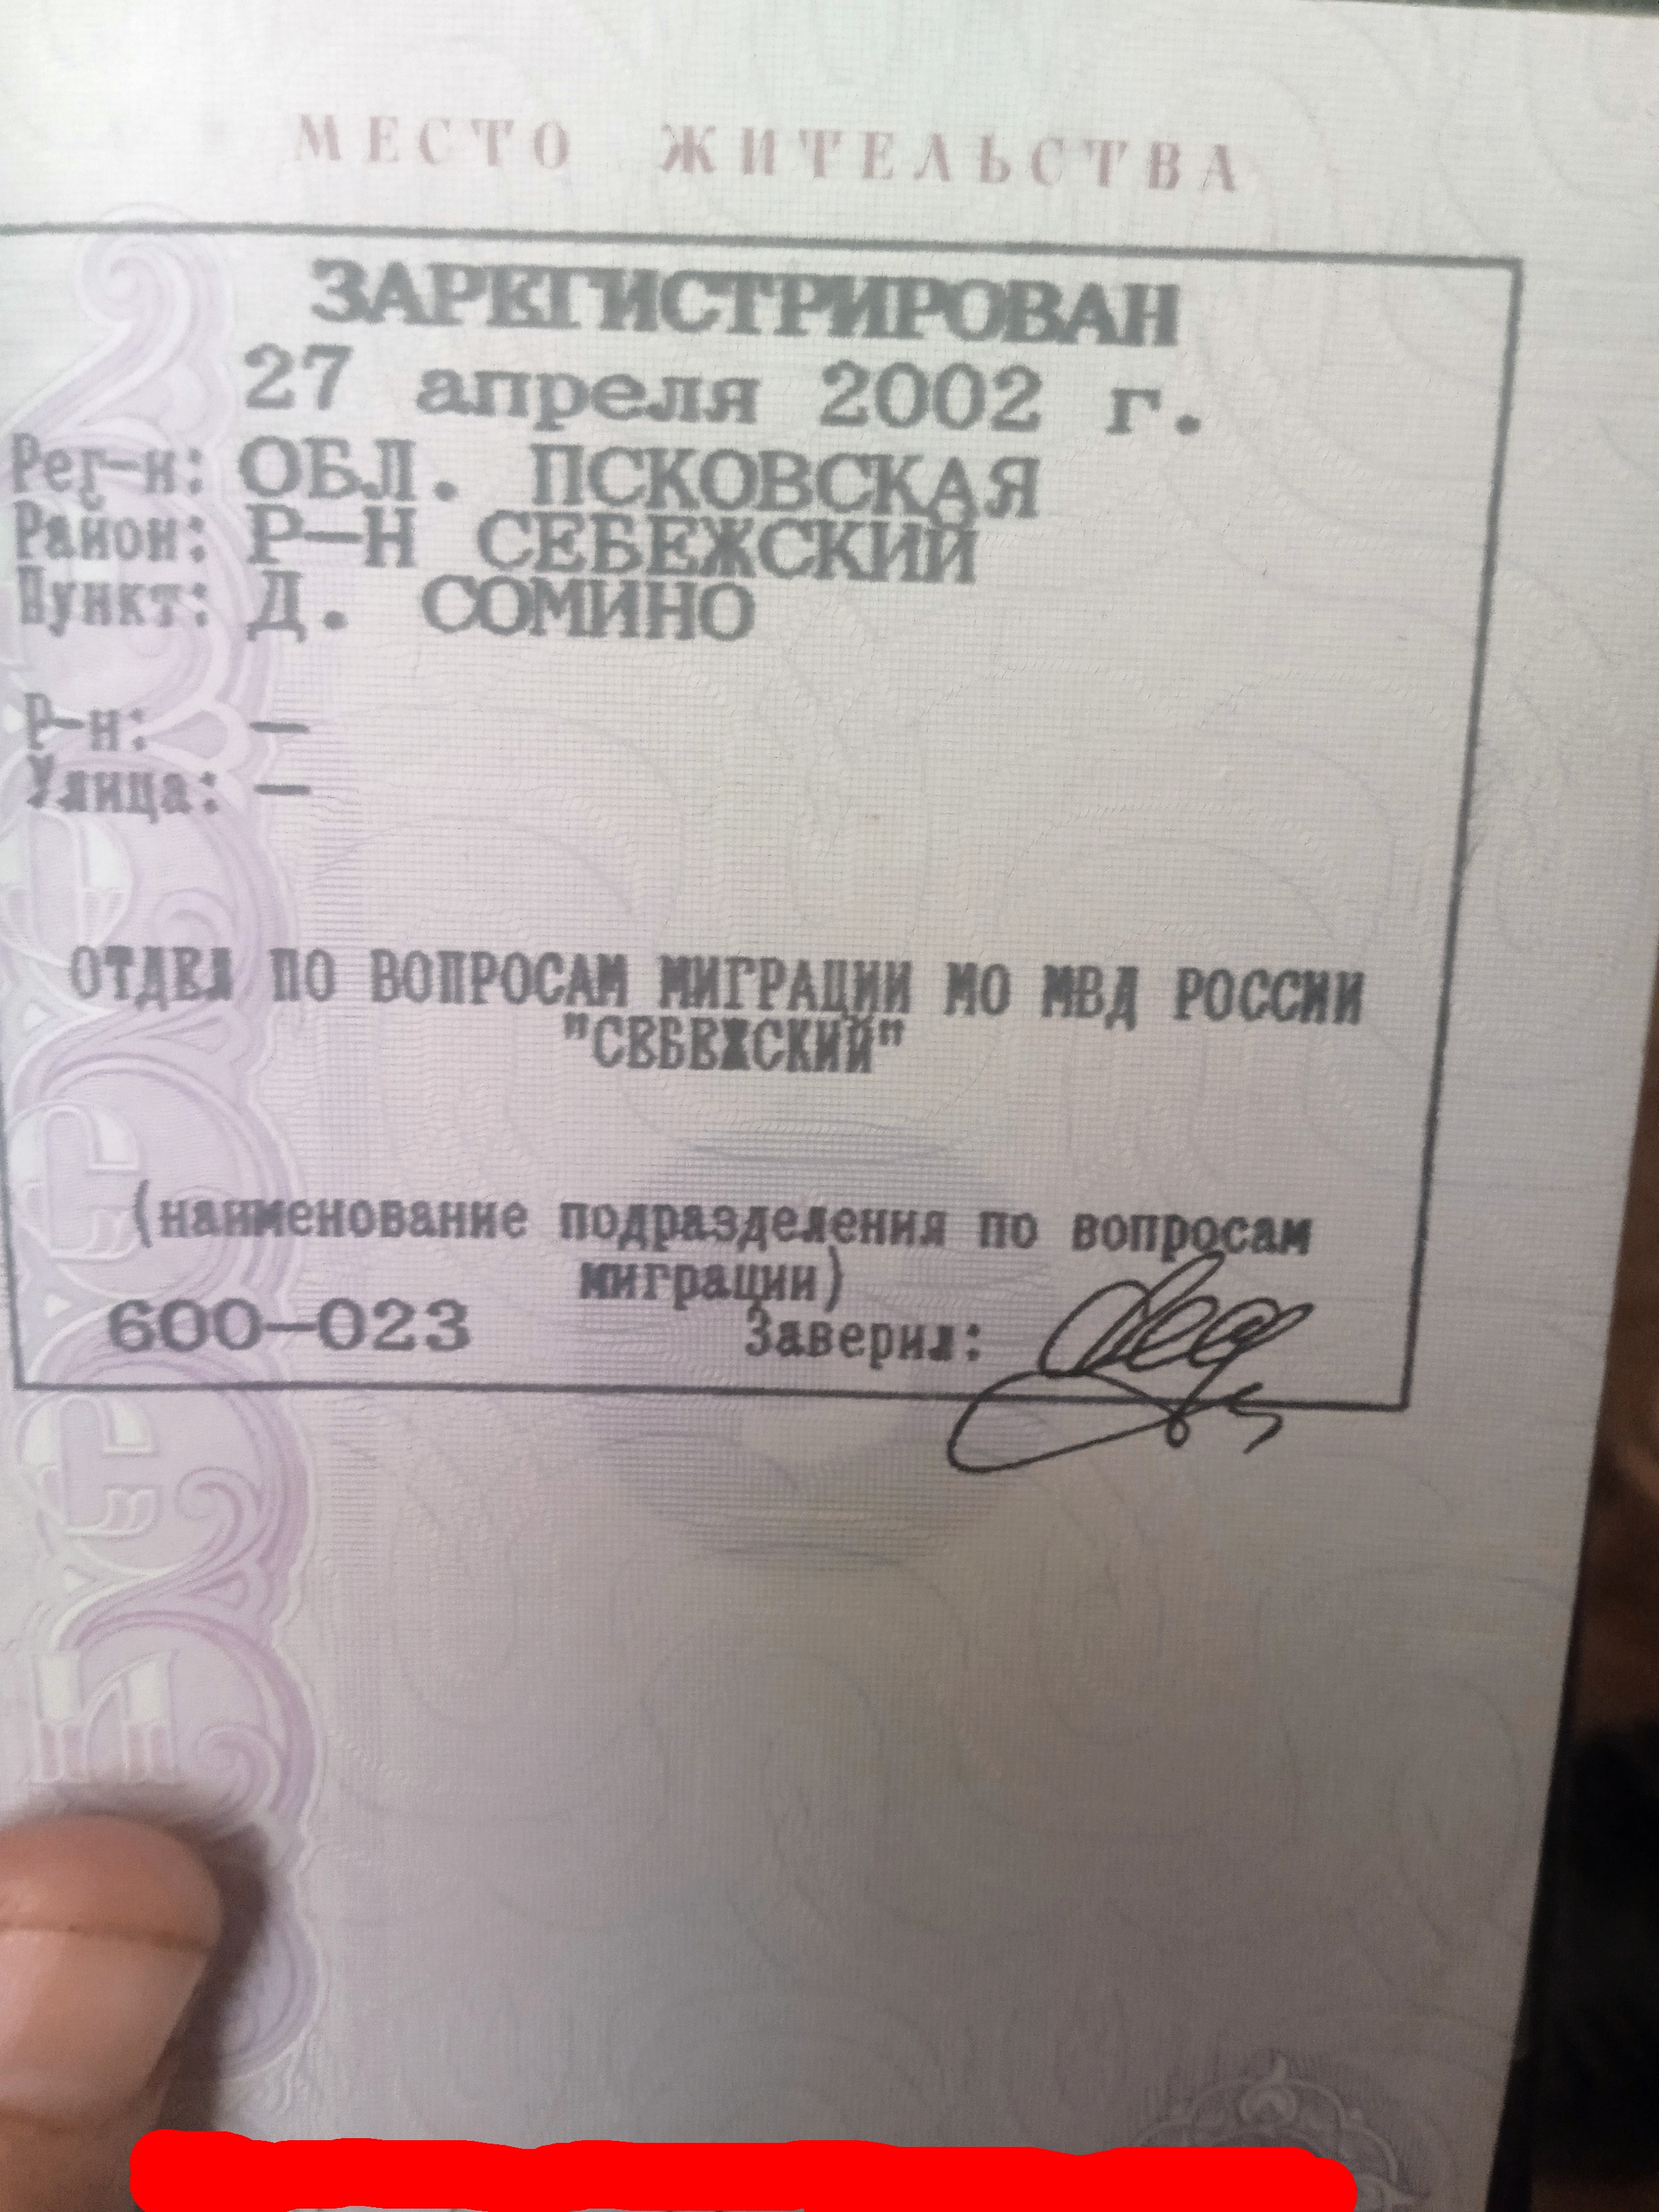 МЕСТО ЖИТЕЛЬСТВА
ЗАРЕГИСТРИРОВАН
27 апреля 2002 г.
Рег-н: ОБЛ. ПСКОВСКАЯ
Район: Р-Н СЕБЕЖСКИЙ
Пункт: Д. СОМИНО
Р-н: –
Улица: –
ОТДЕЛ ПО ВОПРОСАМ МИГРАЦИИ МО МВД РОССИИ
"СЕБЕЖСКИЙ"
(наименование подразделения по вопросам
миграции)
600-023 Заверил: